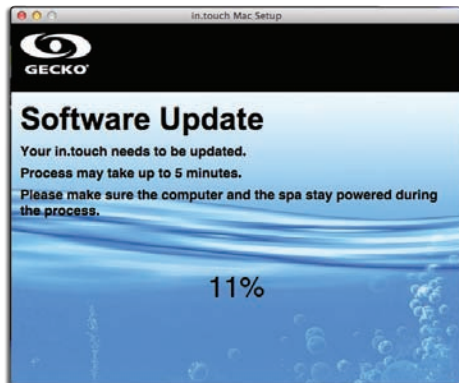 in.touch Mac Setup
GECKO®
Software Update
Your in.touch needs to be updated.
Process may take up to 5 minutes.
Please make sure the computer and the spa stay powered during
the process.
11%